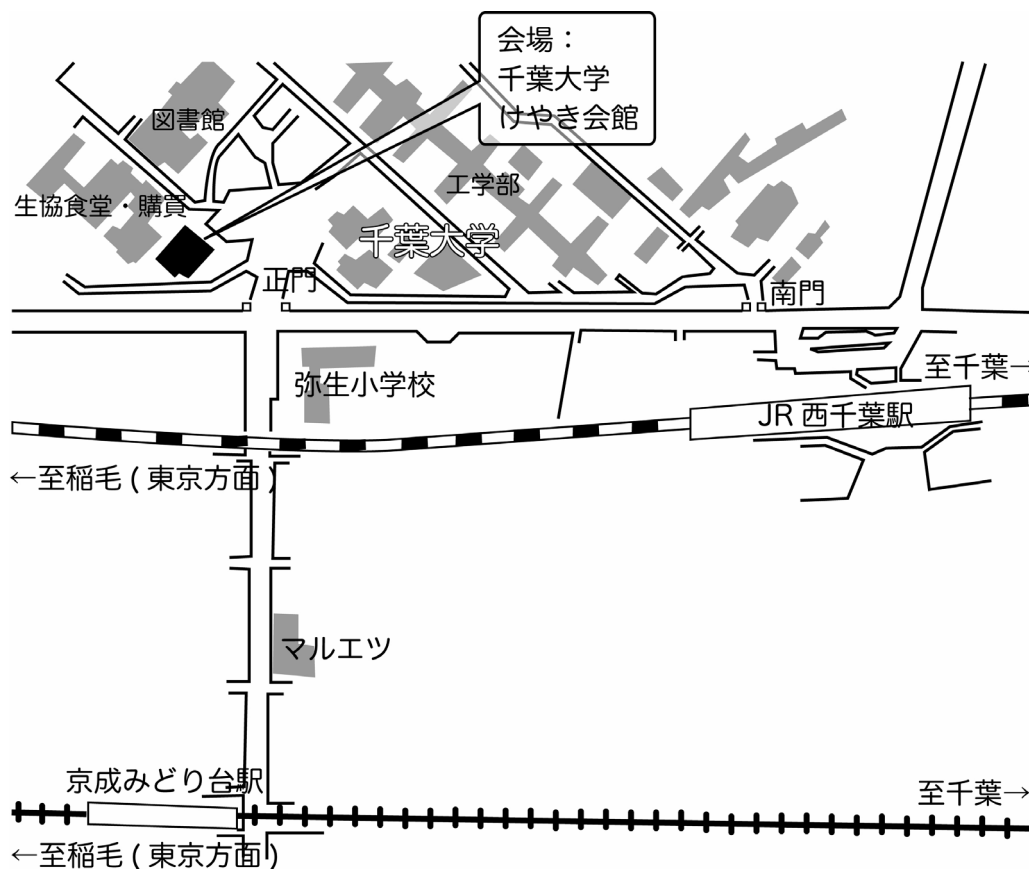 会場：
千葉大学
けやき会館
図書館
工学部
生協食堂・購買
千葉大学
正門
南門
弥生小学校
至千葉→
JR 西千葉駅
←至稲毛 ( 東京方面 )
マルエツ
京成みどり台駅
至千葉→
←至稲毛 ( 東京方面 )